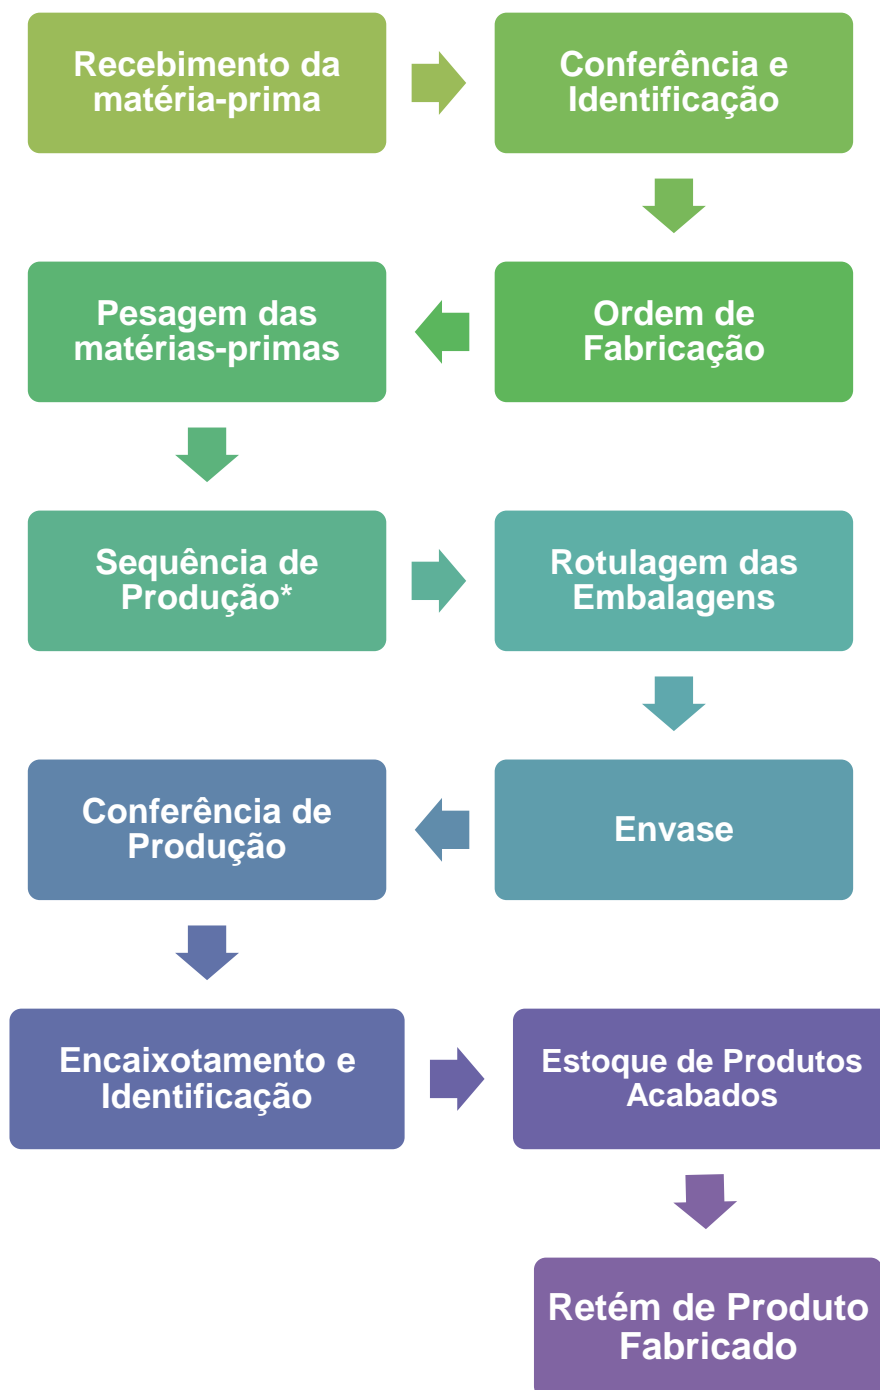 Recebimento da
matéria-prima
Conferência e
Identificação
Ordem de
Fabricação
Pesagem das
matérias-primas
Sequência de
Produção*
Rotulagem das
Embalagens
Envase
Conferência de
Produção
Encaixotamento e
Identificação
Estoque de Produtos
Acabados
Retém de Produto
Fabricado